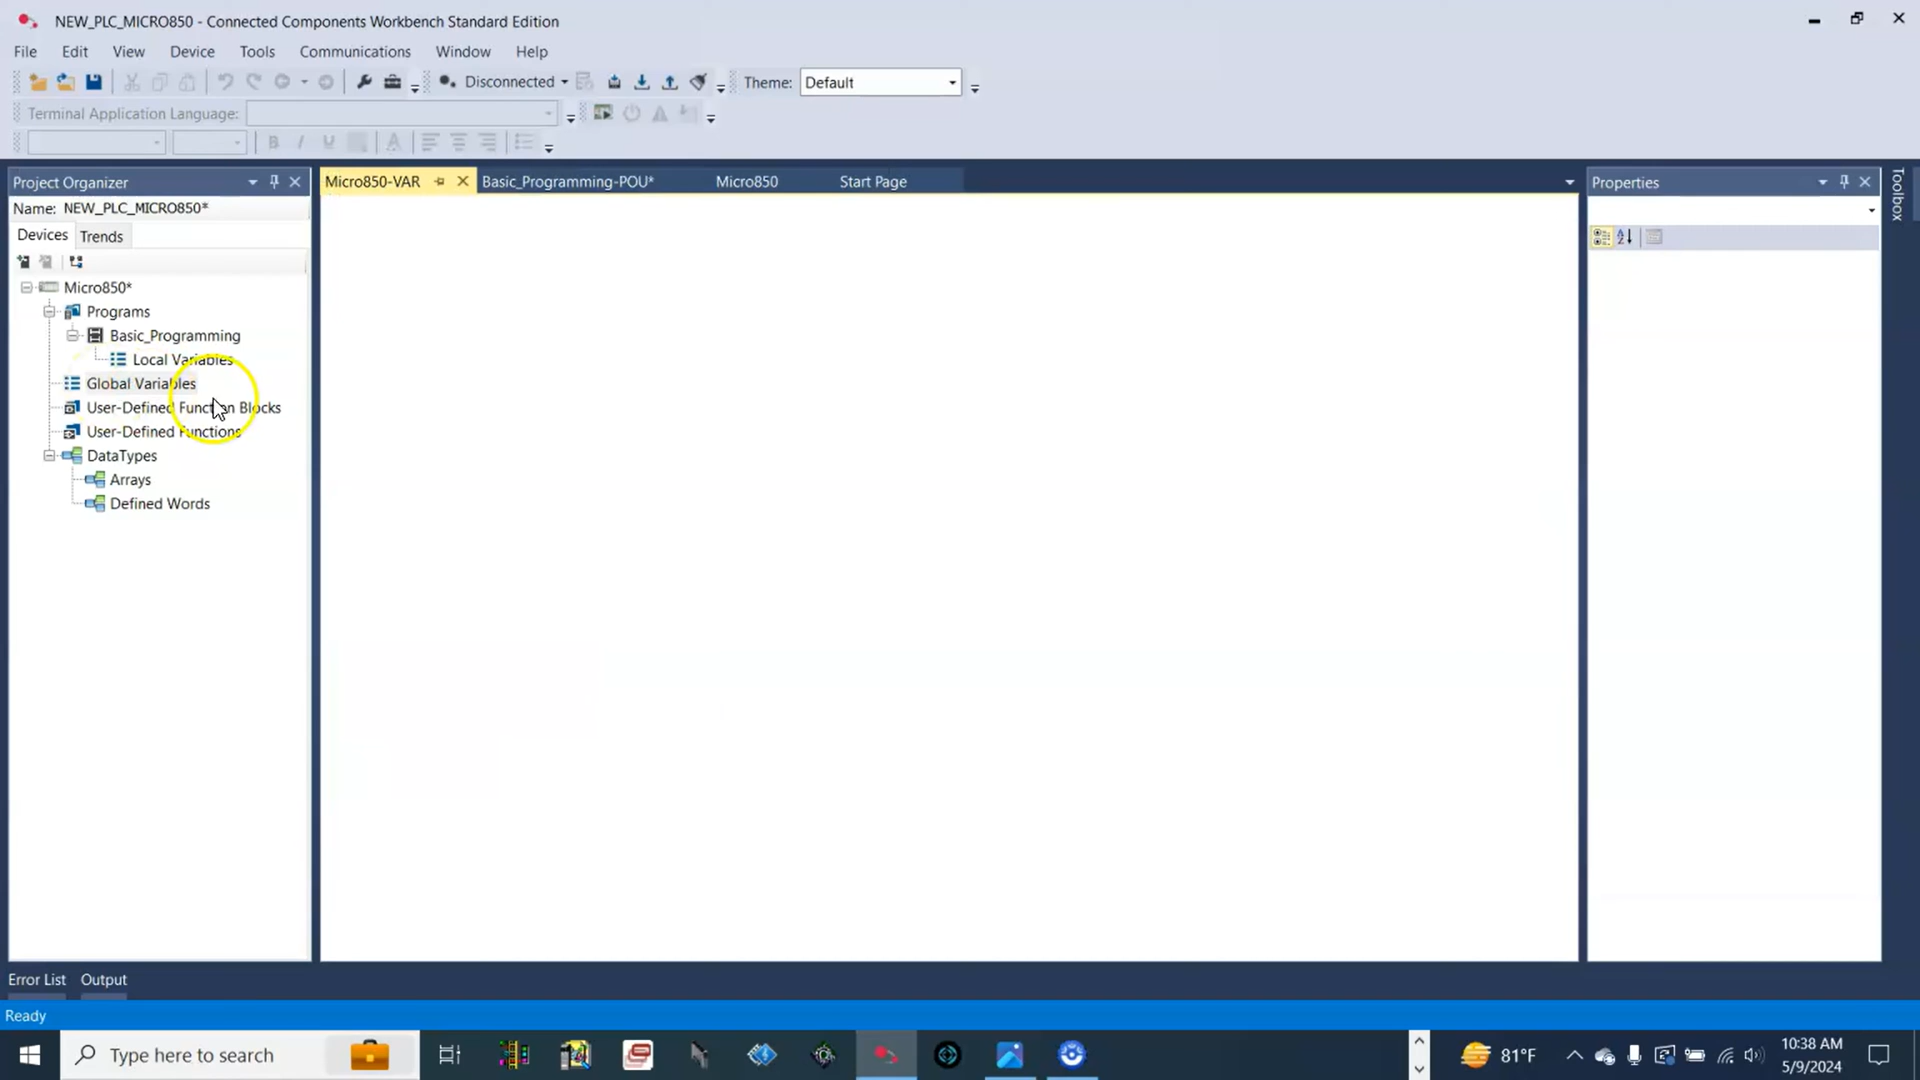 NEW_PLC_MICRO850 - Connected Components Workbench Standard Edition
File Edit View Device Tools Communications Window Help
Disconnected Theme: Default
Terminal Application Language:
B I U A
Project Organizer
Name: NEW_PLC_MICRO850*
Devices Trends
Micro850*
Programs
Basic_Programming
Local Variables
Global Variables
User-Defined Function Blocks
User-Defined Functions
DataTypes
Arrays
Defined Words
Micro850-VAR Basic_Programming-POU* Micro850 Start Page
Properties
Toolbox
Error List Output
Ready
Type here to search
81°F
10:38 AM
5/9/2024